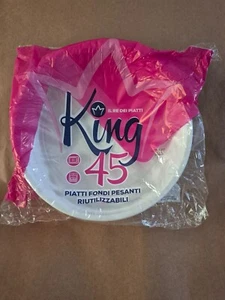 IL RE DEI PIATTI
King
45
PIATTI FONDI PESANTI
RIUTILIZZABILI